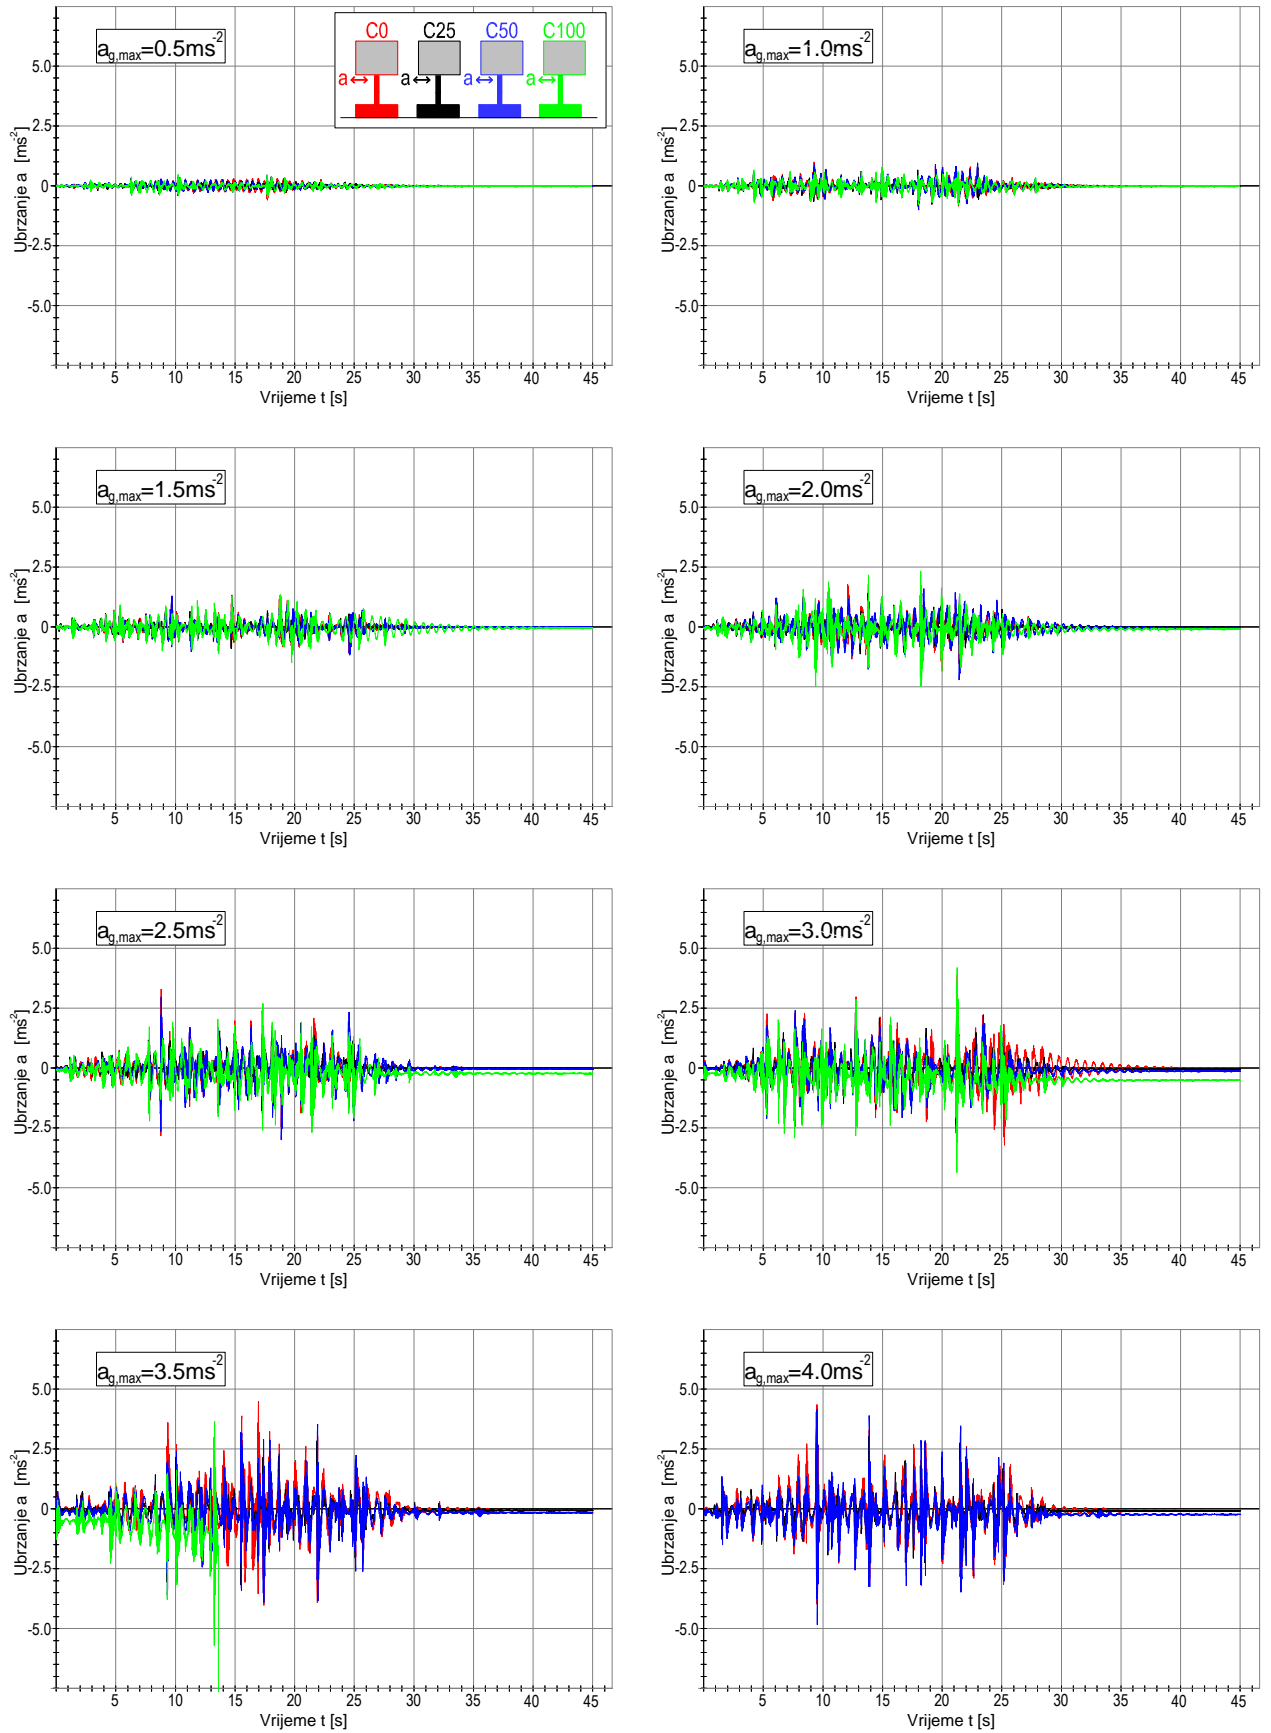 a_g,max=0.5ms^-2
C0 C25 C50 C100
a a a a
5.0
2.5
0
-2.5
-5.0
Ubrzanje a [ms^-2]
5 10 15 20 25 30 35 40 45
Vrijeme t [s]
a_g,max=1.0ms^-2
5.0
2.5
0
-2.5
-5.0
Ubrzanje a [ms^-2]
5 10 15 20 25 30 35 40 45
Vrijeme t [s]
a_g,max=1.5ms^-2
5.0
2.5
0
-2.5
-5.0
Ubrzanje a [ms^-2]
5 10 15 20 25 30 35 40 45
Vrijeme t [s]
a_g,max=2.0ms^-2
5.0
2.5
0
-2.5
-5.0
Ubrzanje a [ms^-2]
5 10 15 20 25 30 35 40 45
Vrijeme t [s]
a_g,max=2.5ms^-2
5.0
2.5
0
-2.5
-5.0
Ubrzanje a [ms^-2]
5 10 15 20 25 30 35 40 45
Vrijeme t [s]
a_g,max=3.0ms^-2
5.0
2.5
0
-2.5
-5.0
Ubrzanje a [ms^-2]
5 10 15 20 25 30 35 40 45
Vrijeme t [s]
a_g,max=3.5ms^-2
5.0
2.5
0
-2.5
-5.0
Ubrzanje a [ms^-2]
5 10 15 20 25 30 35 40 45
Vrijeme t [s]
a_g,max=4.0ms^-2
5.0
2.5
0
-2.5
-5.0
Ubrzanje a [ms^-2]
5 10 15 20 25 30 35 40 45
Vrijeme t [s]